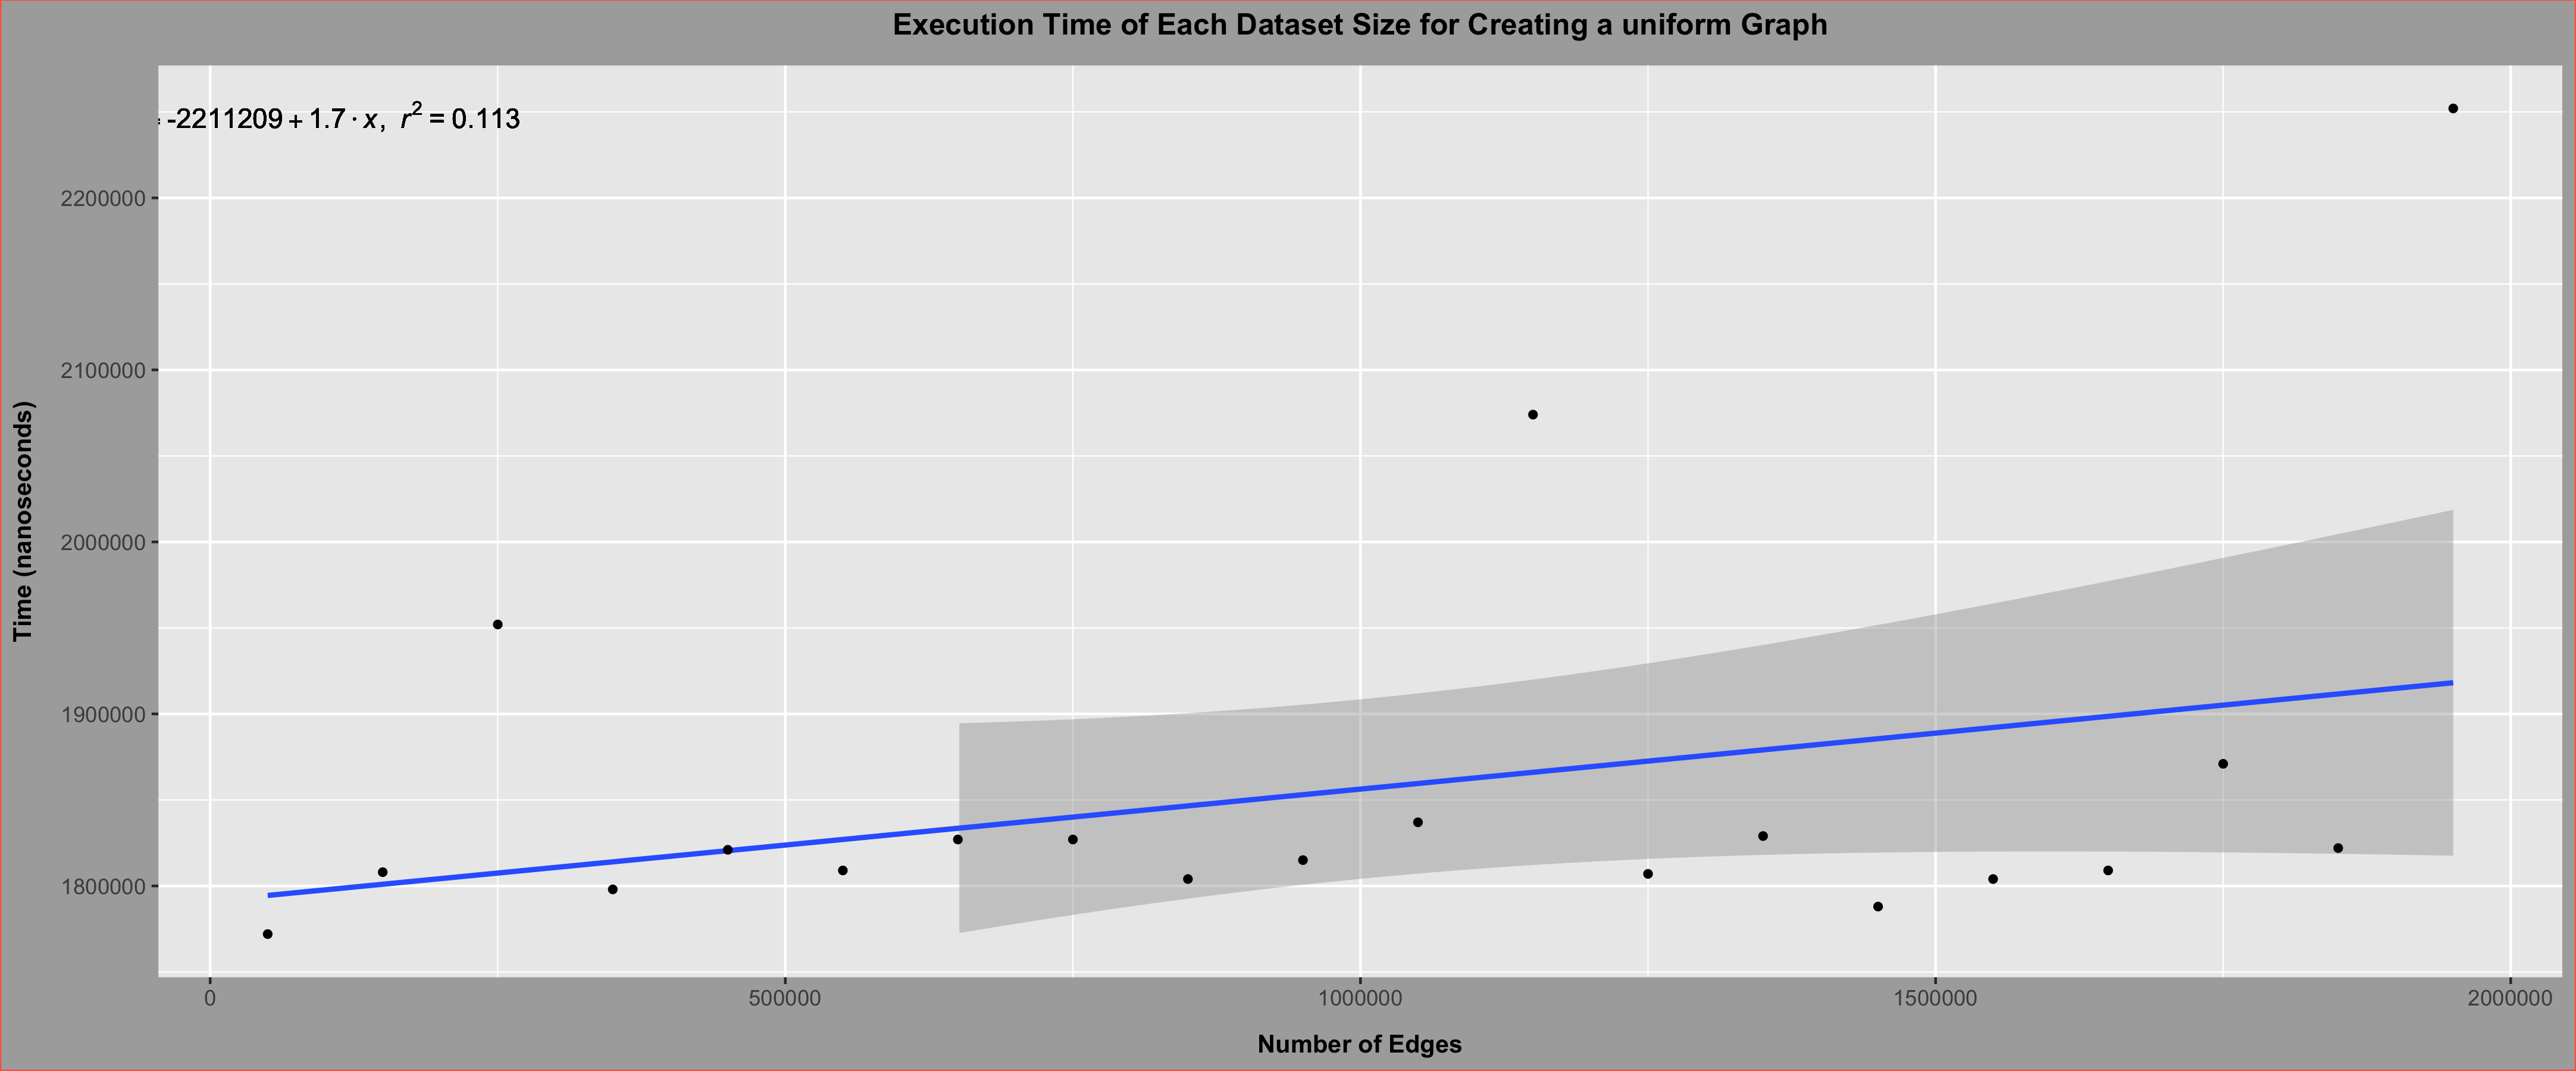 Execution Time of Each Dataset Size for Creating a uniform Graph
= -2211209 + 1.7 · x, r² = 0.113
2200000
2100000
2000000
1900000
1800000
Time (nanoseconds)
0 500000 1000000 1500000 2000000
Number of Edges